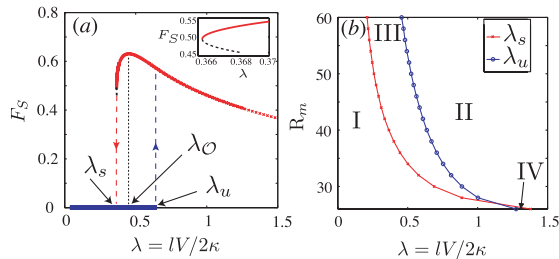 (a)
0.8
0.6
0.4
0.2
0
F_S
0.55
0.50
0.45
F_S
0.366 0.368 0.37
λ
λ_s
λ_𝒪
λ_u
0 0.5 1 1.5
λ = lV/2κ
(b)
60
50
40
30
R_m
I
III
II
IV
λ_s
λ_u
0 0.5 1 1.5
λ = lV/2κ